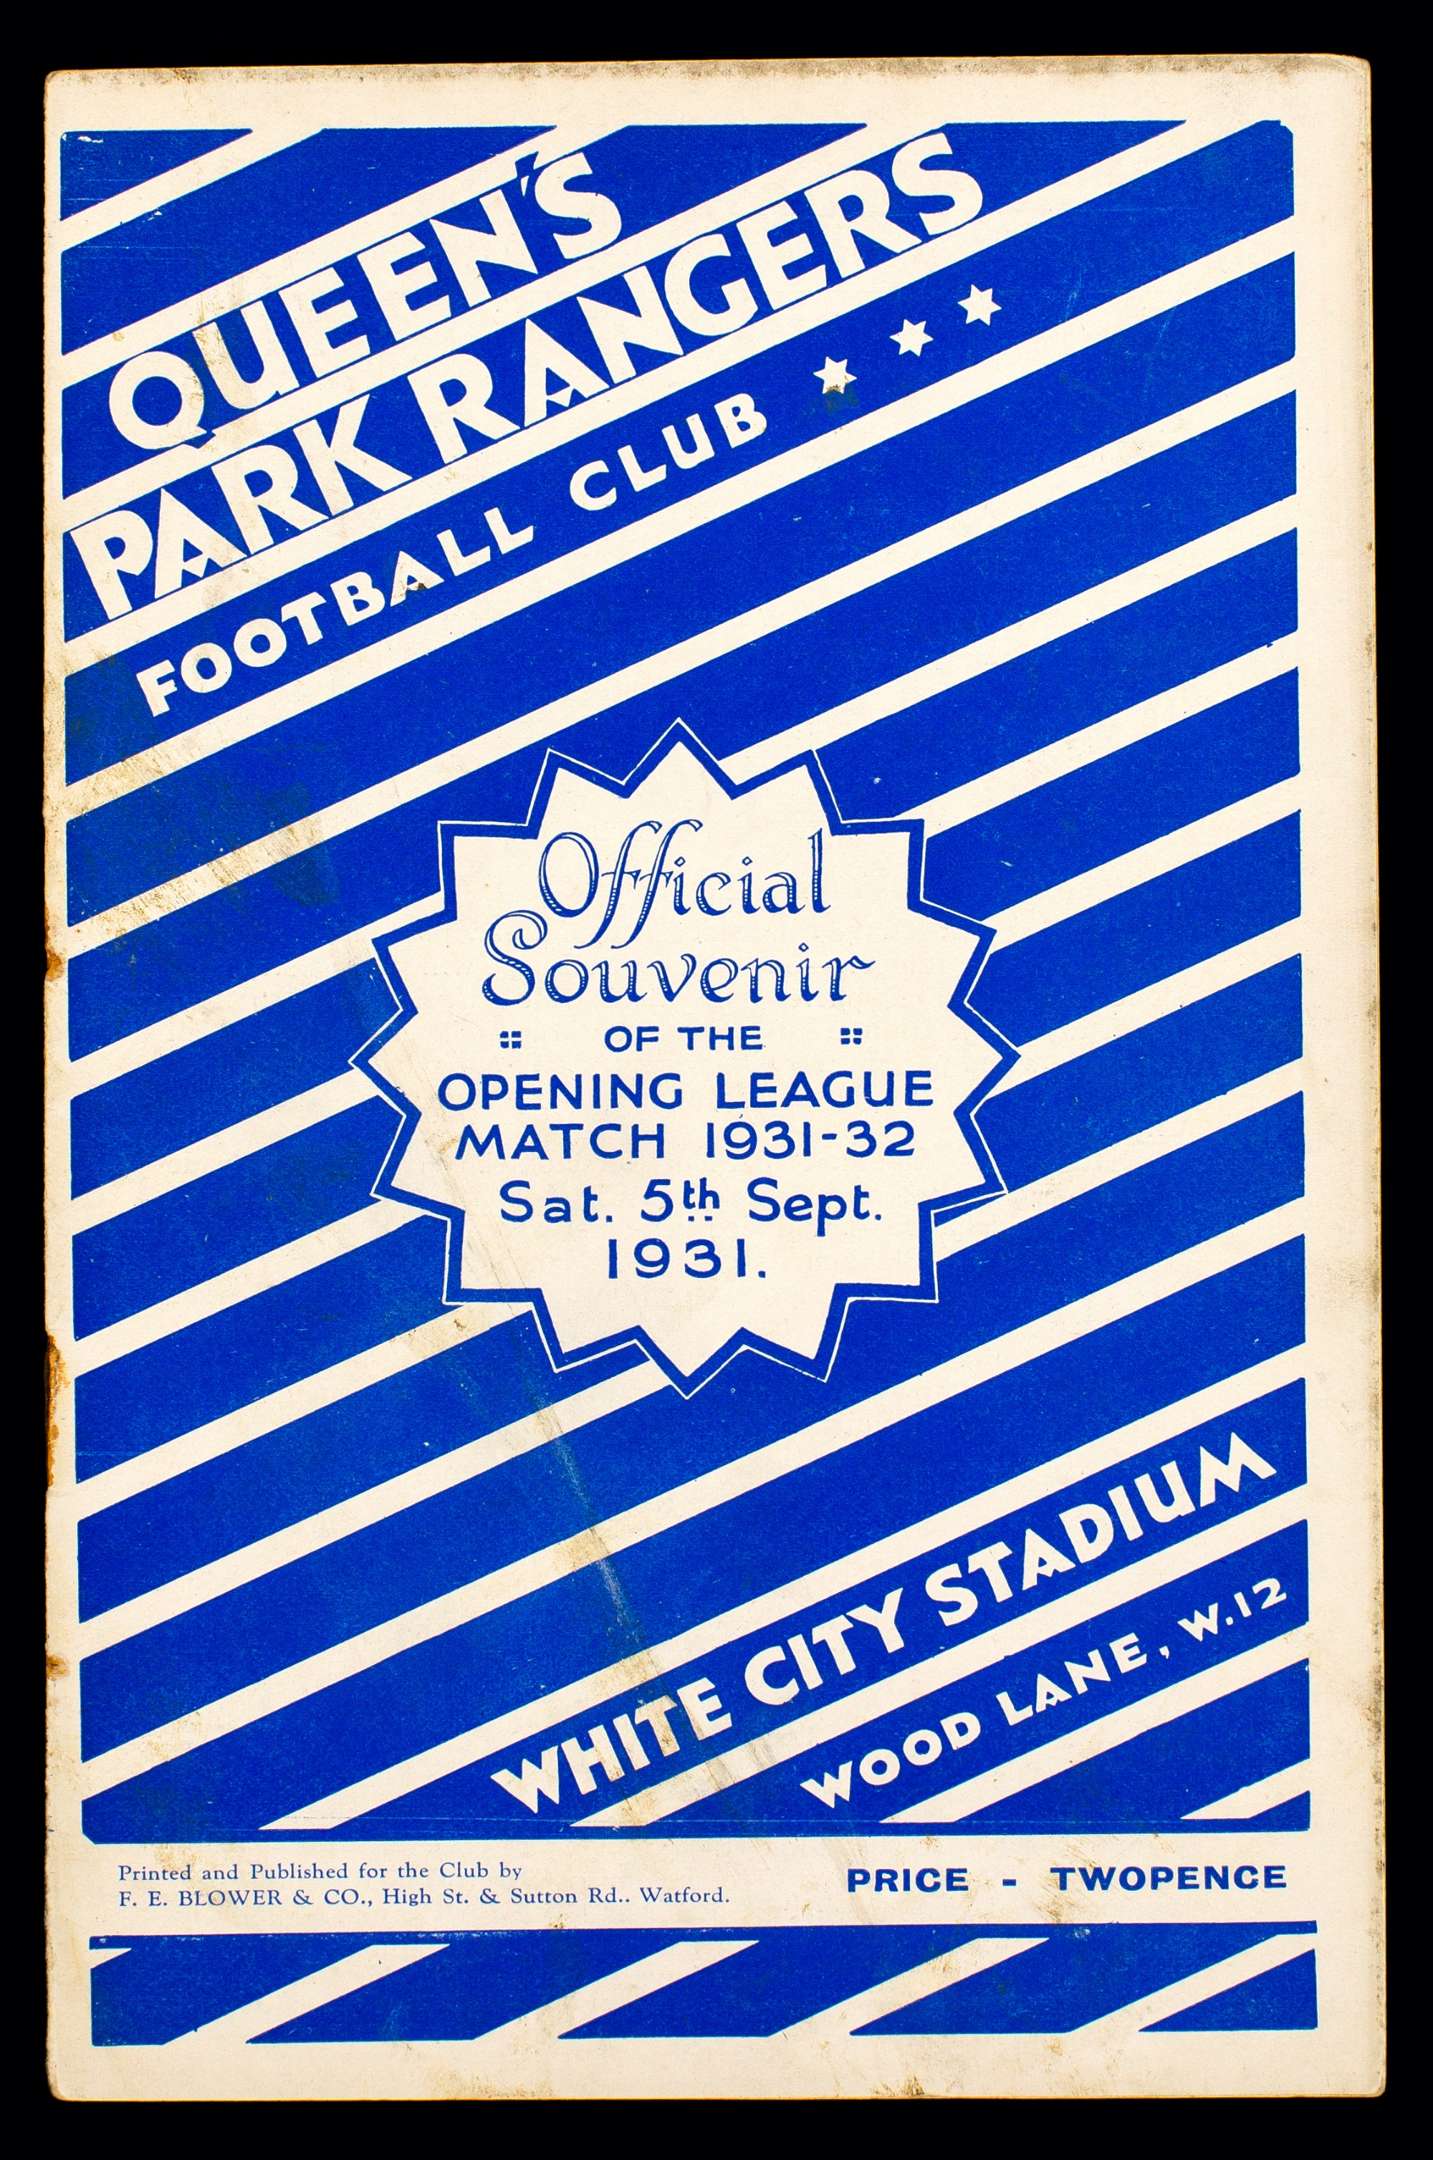 QUEEN'S
PARK RANGERS
FOOTBALL CLUB
Official
Souvenir
OF THE
OPENING LEAGUE
MATCH 1931-32
Sat. 5th Sept.
1931.
WHITE CITY STADIUM
WOOD LANE, W.12
Printed and Published for the Club by
F. E. BLOWER & CO., High St. & Sutton Rd.. Watford.
PRICE - TWOPENCE